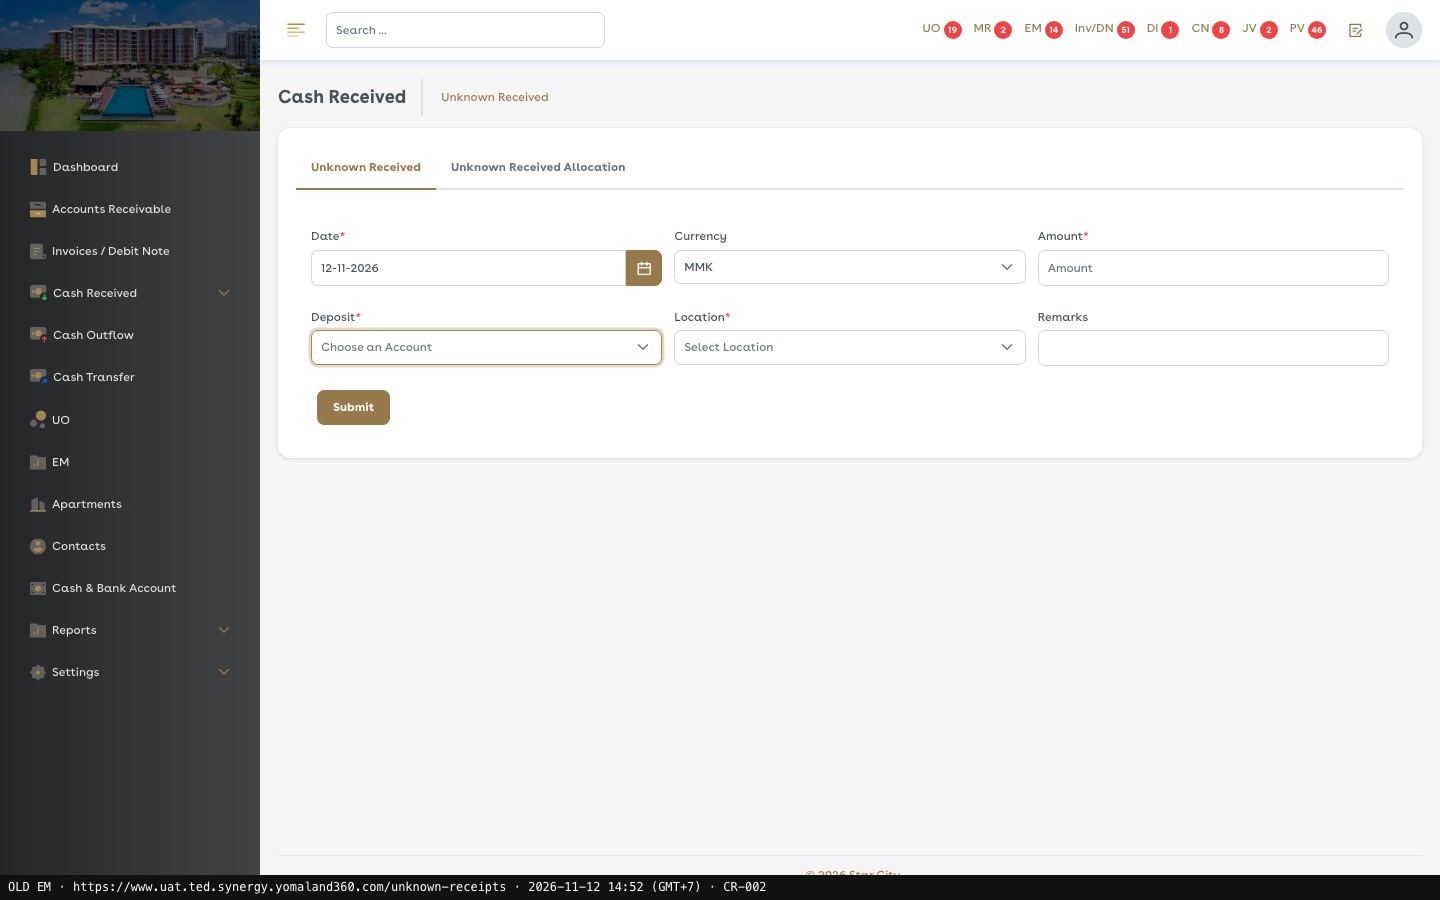 Search ...
UO 19 MR 2 EM 14 Inv/DN 51 DI 1 CN 8 JV 2 PV 46
Cash Received
Unknown Received
Dashboard
Accounts Receivable
Invoices / Debit Note
Cash Received
Cash Outflow
Cash Transfer
UO
EM
Apartments
Contacts
Cash & Bank Account
Reports
Settings
Unknown Received Unknown Received Allocation
Date* Currency Amount*
12-11-2026 MMK Amount
Deposit* Location* Remarks
Choose an Account Select Location
Submit
© 2026 Star City
OLD EM · https://www.uat.ted.synergy.yomaland360.com/unknown-receipts · 2026-11-12 14:52 (GMT+7) · CR-002